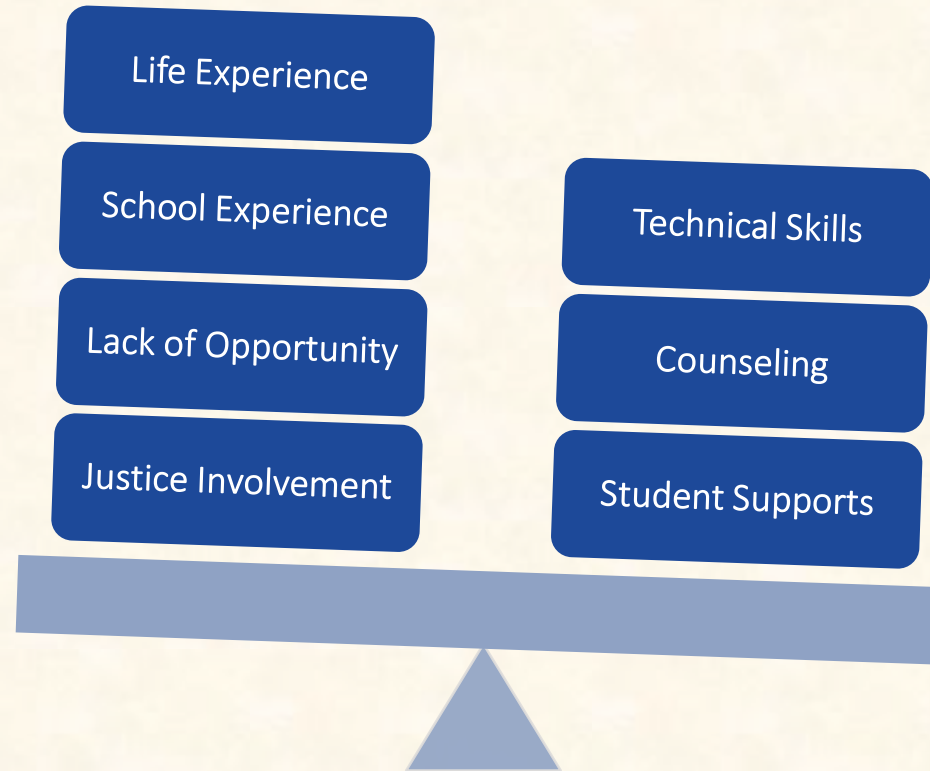 Life Experience
School Experience
Lack of Opportunity
Justice Involvement
Technical Skills
Counseling
Student Supports